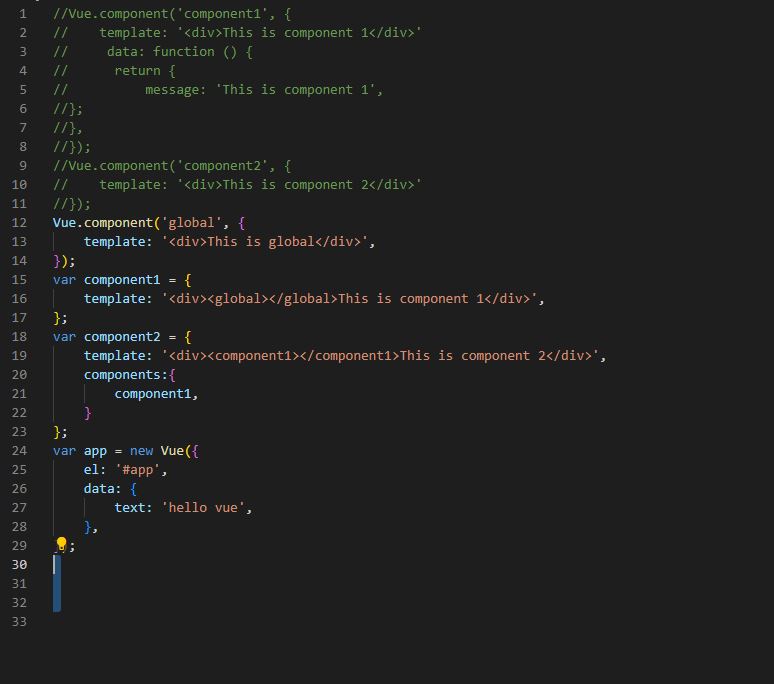 1 //Vue.component('component1', {
2 //    template: '<div>This is component 1</div>'
3 //     data: function () {
4 //      return {
5 //          message: 'This is component 1',
6 //};
7 //},
8 //});
9 //Vue.component('component2', {
10 //    template: '<div>This is component 2</div>'
11 //});
12 Vue.component('global', {
13     template: '<div>This is global</div>',
14 });
15 var component1 = {
16     template: '<div><global></global>This is component 1</div>',
17 };
18 var component2 = {
19     template: '<div><component1></component1>This is component 2</div>',
20     components:{
21         component1,
22     }
23 };
24 var app = new Vue({
25     el: '#app',
26     data: {
27         text: 'hello vue',
28     },
29 });
30
31
32
33